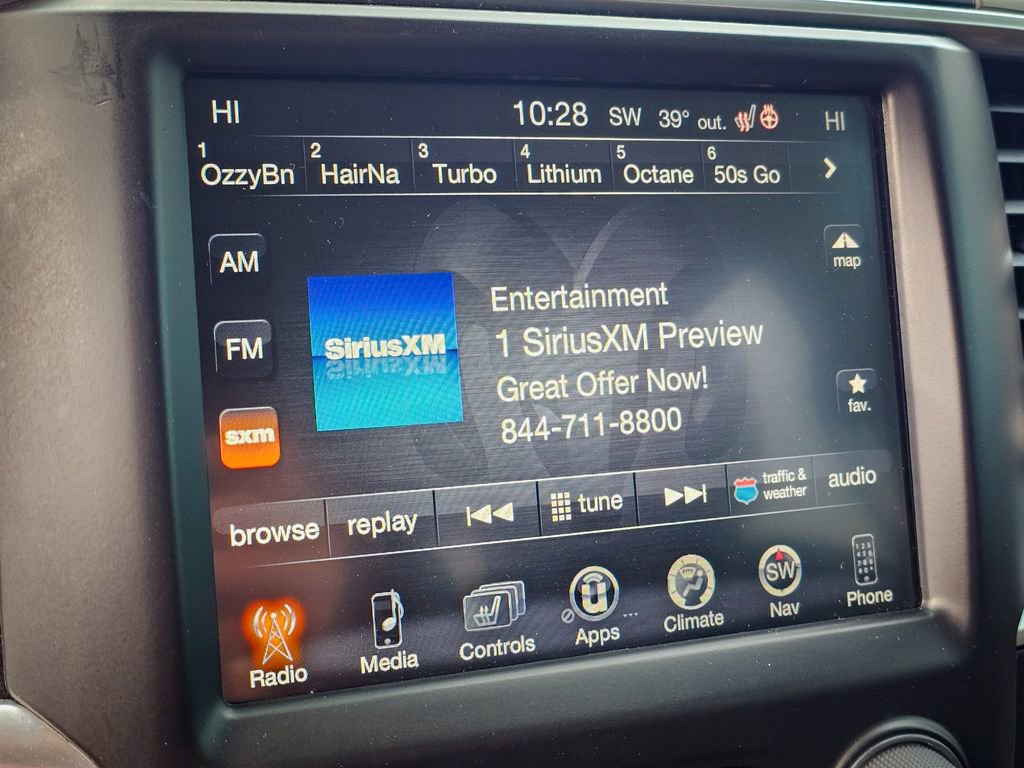 HI 10:28 SW 39° out. HI
1 OzzyBn 2 HairNa 3 Turbo 4 Lithium 5 Octane 6 50s Go
AM
FM
sxm
SiriusXM
Entertainment
1 SiriusXM Preview
Great Offer Now!
844-711-8800
map
fav.
browse replay tune traffic & weather audio
Radio Media Controls Apps Climate SW Nav Phone